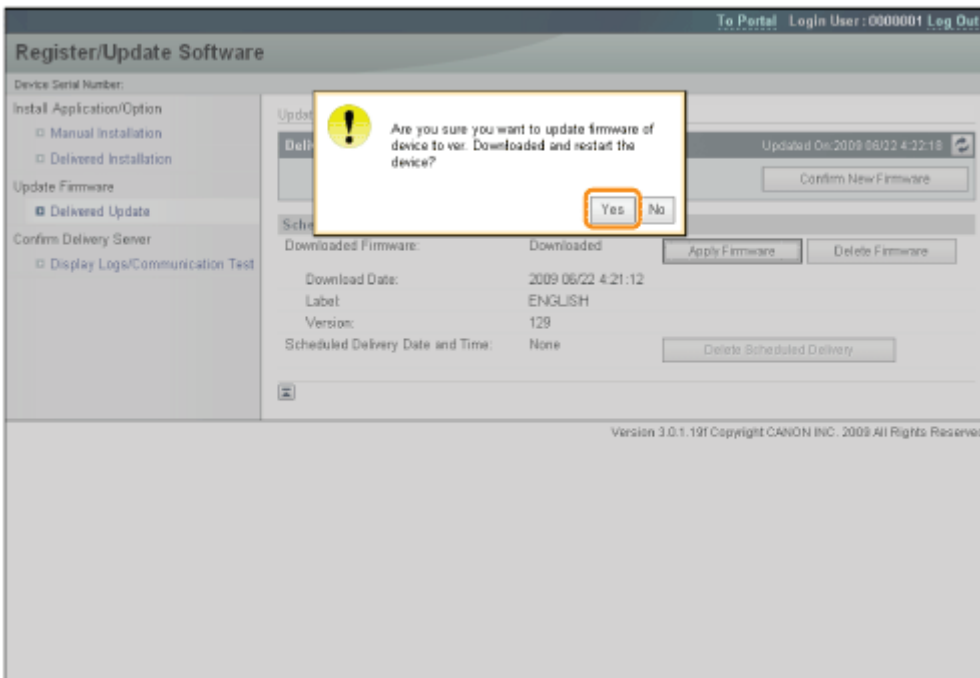 To Portal Login User : 0000001 Log Out
Register/Update Software
Device Serial Number:
Install Application/Option
Manual Installation
Delivered Installation
Update Firmware
Delivered Update
Confirm Delivery Server
Display Logs/Communication Test
Updat
Deli
Updated On:2009 06/22 4:22:18
Confirm New Firmware
Are you sure you want to update firmware of
device to ver. Downloaded and restart the
device?
Yes No
Sche
Downloaded Firmware: Downloaded Apply Firmware Delete Firmware
Download Date: 2009 06/22 4:21:12
Label: ENGLISH
Version: 129
Scheduled Delivery Date and Time: None Delete Scheduled Delivery
Version 3.0.1.19f Copyright CANON INC. 2009 All Rights Reserved